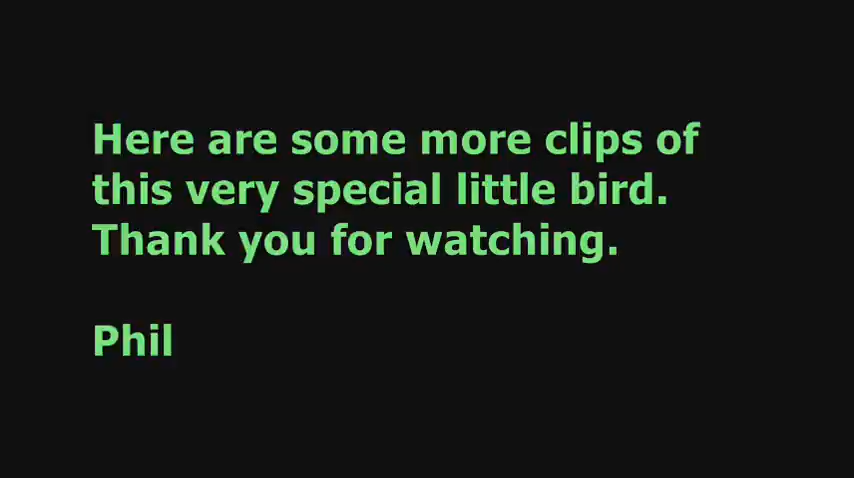 Here are some more clips of
this very special little bird.
Thank you for watching.
Phil